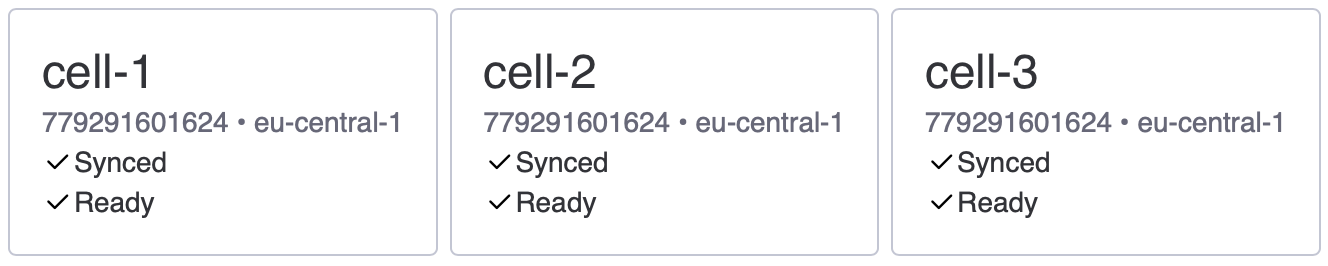 cell-1
779291601624 • eu-central-1
✓ Synced
✓ Ready
cell-2
779291601624 • eu-central-1
✓ Synced
✓ Ready
cell-3
779291601624 • eu-central-1
✓ Synced
✓ Ready